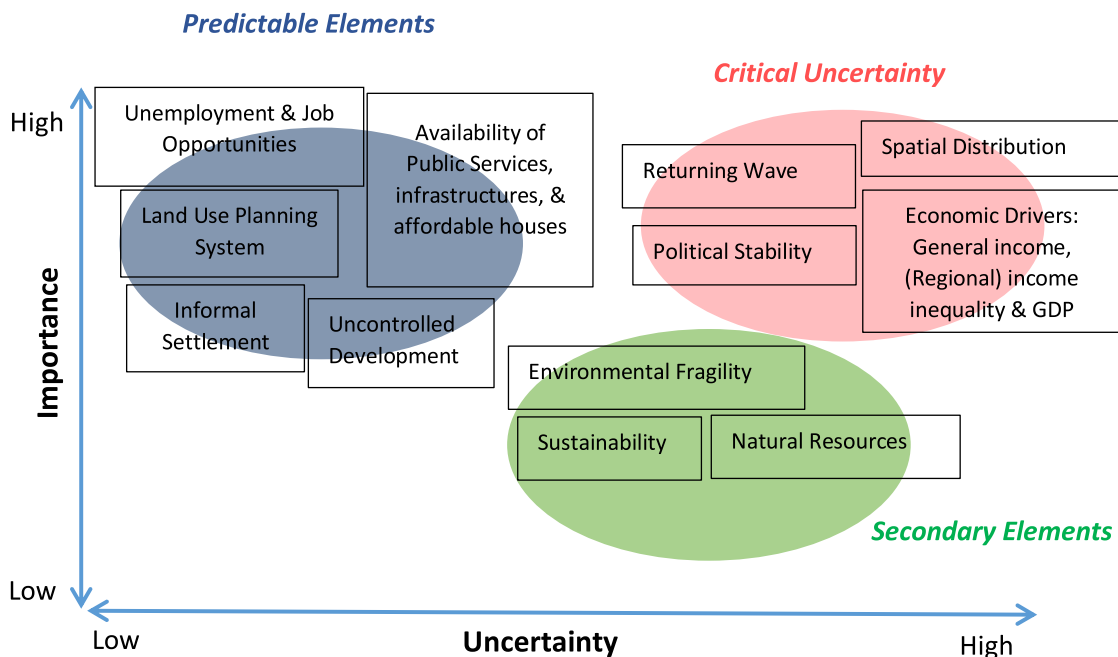 Predictable Elements
Critical Uncertainty
High
Unemployment & Job
Opportunities
Availability of
Public Services,
infrastructures, &
affordable houses
Returning Wave
Spatial Distribution
Land Use Planning
System
Political Stability
Economic Drivers:
General income,
(Regional) income
inequality & GDP
Informal
Settlement
Uncontrolled
Development
Importance
Environmental Fragility
Sustainability
Natural Resources
Secondary Elements
Low
Low
Uncertainty
High